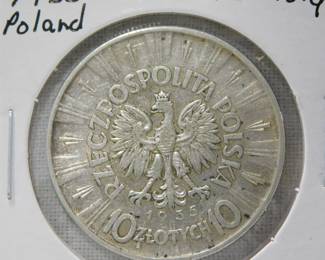 Poland
RZECZPOSPOLITA POLSKA
1935
10 ZŁOTYCH 10